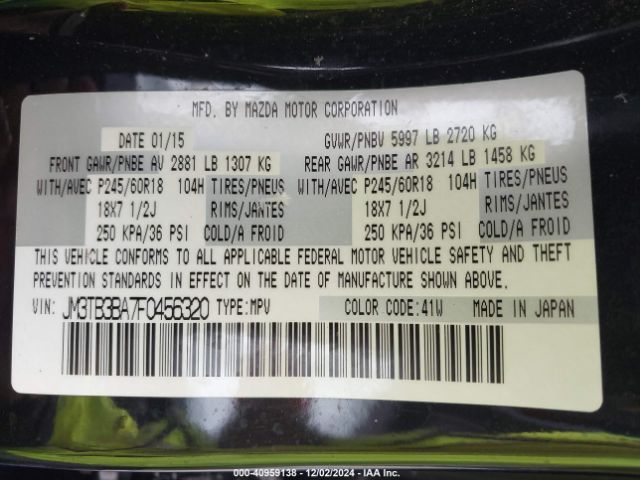 MFD. BY MAZDA MOTOR CORPORATION
DATE 01/15 GVWR/PNBV 5997 LB 2720 KG
FRONT GAWR/PNBE AV 2881 LB 1307 KG REAR GAWR/PNBE AR 3214 LB 1458 KG
WITH/AVEC P245/60R18 104H TIRES/PNEUS WITH/AVEC P245/60R18 104H TIRES/PNEUS
18X7 1/2J RIMS/JANTES 18X7 1/2J RIMS/JANTES
250 KPA/36 PSI COLD/A FROID 250 KPA/36 PSI COLD/A FROID
THIS VEHICLE CONFORMS TO ALL APPLICABLE FEDERAL MOTOR VEHICLE SAFETY AND THEFT
PREVENTION STANDARDS IN EFFECT ON THE DATE OF MANUFACTURE SHOWN ABOVE.
VIN: JM3TB3BA7F0456320 TYPE:MPV COLOR CODE:41W MADE IN JAPAN
000-40959138 - 12/02/2024 - IAA Inc.